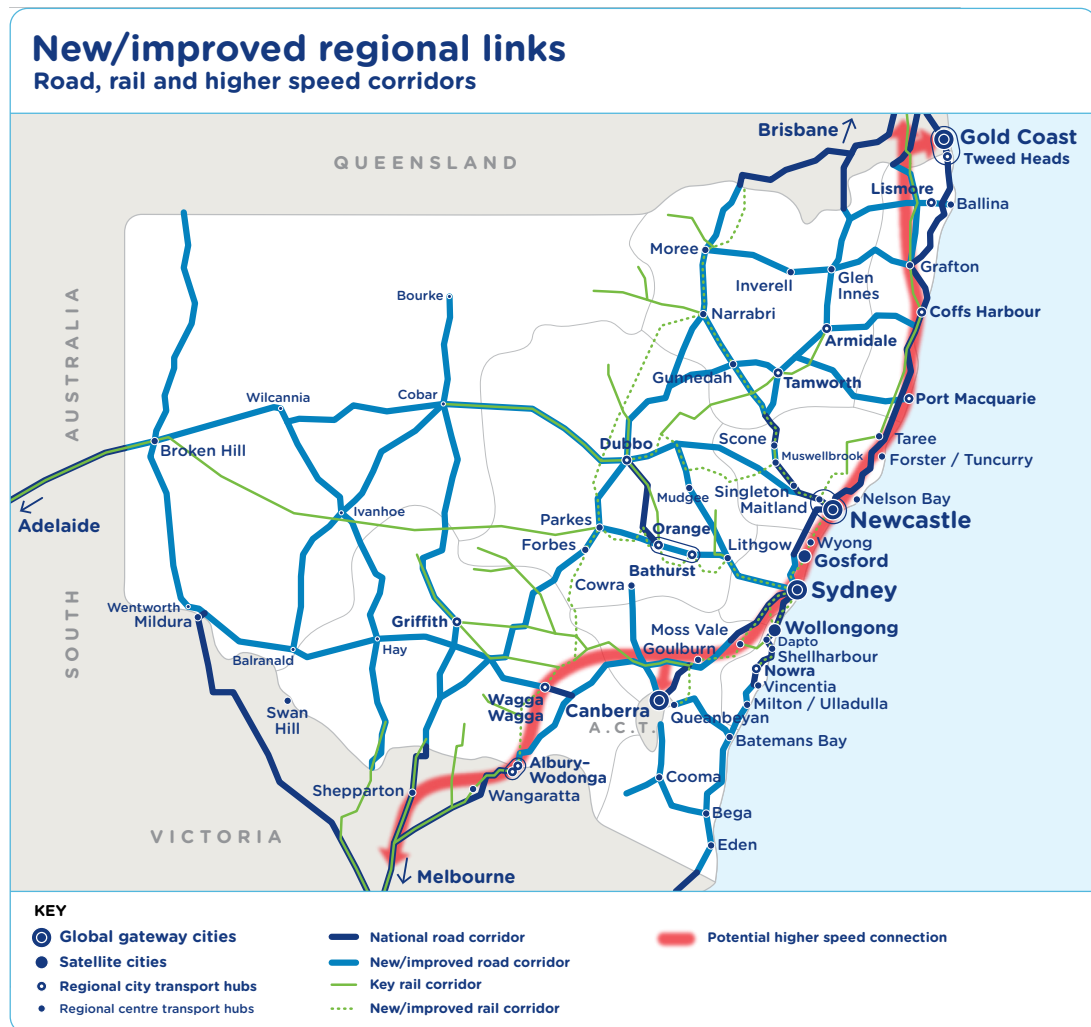 New/improved regional links
Road, rail and higher speed corridors
Brisbane
Gold Coast
QUEENSLAND
Tweed Heads
Lismore
Ballina
Moree
Grafton
Inverell
Glen
Innes
Bourke
Narrabri
Coffs Harbour
AUSTRALIA
Armidale
Gunnedah
Tamworth
Wilcannia
Cobar
Port Macquarie
Broken Hill
Dubbo
Scone
Taree
Muswellbrook
Forster / Tuncurry
Mudgee
Singleton
Nelson Bay
Maitland
Adelaide
Ivanhoe
Parkes
Orange
Newcastle
Forbes
Lithgow
Wyong
Gosford
Bathurst
Cowra
Sydney
SOUTH
Wentworth
Mildura
Griffith
Moss Vale
Wollongong
Goulburn
Dapto
Shellharbour
Balranald
Hay
Nowra
Vincentia
Wagga
Wagga
Canberra
Milton / Ulladulla
Swan
Hill
Queanbeyan
A.C.T.
Batemans Bay
Albury–
Wodonga
Cooma
Shepparton
Wangaratta
Bega
VICTORIA
Eden
Melbourne
KEY
Global gateway cities
Satellite cities
Regional city transport hubs
Regional centre transport hubs
National road corridor
New/improved road corridor
Key rail corridor
New/improved rail corridor
Potential higher speed connection